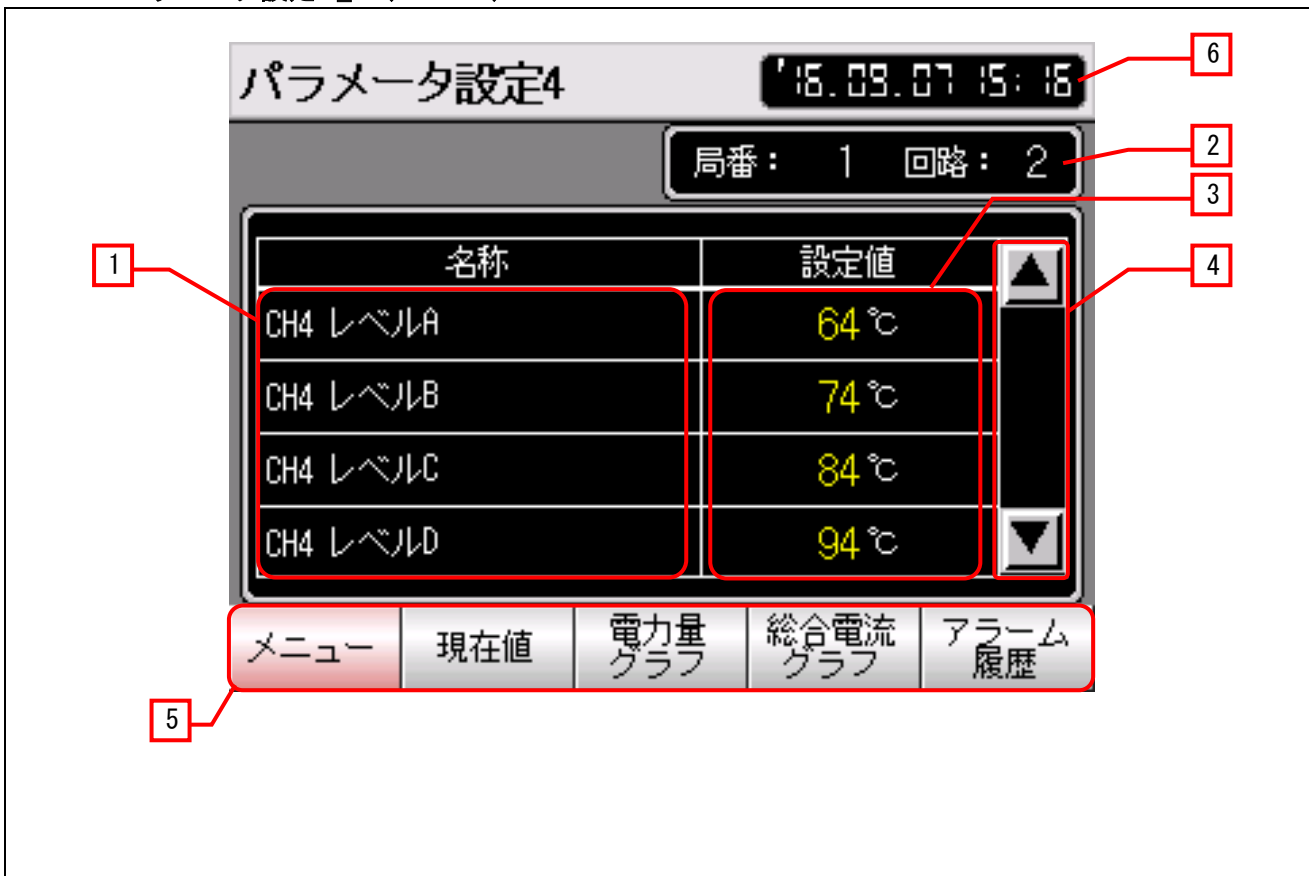 パラメータ設定4
'16.09.07 15:16
6
局番: 1 回路: 2
2
3
1
名称 設定値
▲
4
CH4 レベルA 64℃
CH4 レベルB 74℃
CH4 レベルC 84℃
CH4 レベルD 94℃
▼
メニュー
現在値
電力量
グラフ
総合電流
グラフ
アラーム
履歴
5